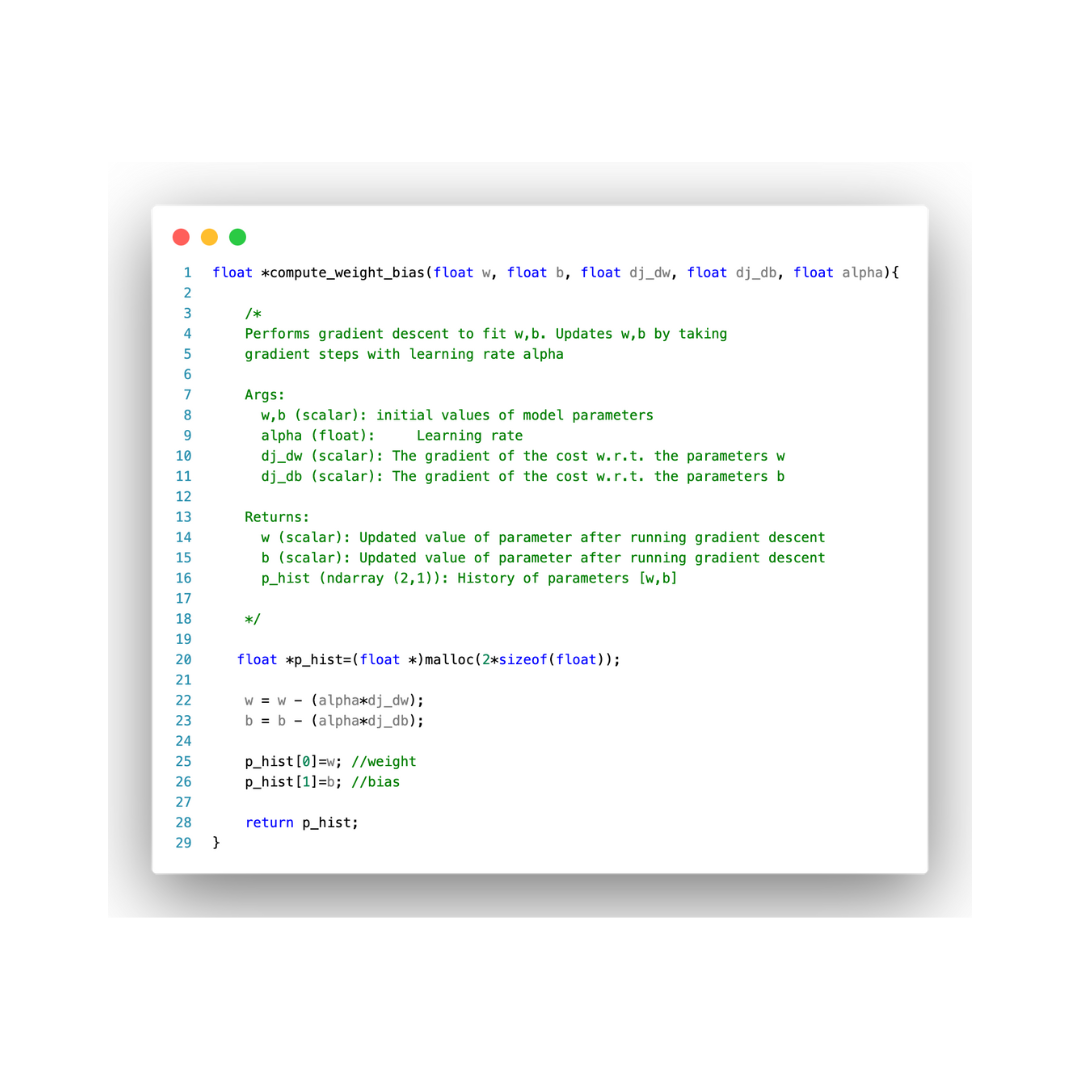 1 float *compute_weight_bias(float w, float b, float dj_dw, float dj_db, float alpha){
2
3 /*
4 Performs gradient descent to fit w,b. Updates w,b by taking
5 gradient steps with learning rate alpha
6
7 Args:
8 w,b (scalar): initial values of model parameters
9 alpha (float):     Learning rate
10 dj_dw (scalar): The gradient of the cost w.r.t. the parameters w
11 dj_db (scalar): The gradient of the cost w.r.t. the parameters b
12
13 Returns:
14 w (scalar): Updated value of parameter after running gradient descent
15 b (scalar): Updated value of parameter after running gradient descent
16 p_hist (ndarray (2,1)): History of parameters [w,b]
17
18 */
19
20 float *p_hist=(float *)malloc(2*sizeof(float));
21
22 w = w - (alpha*dj_dw);
23 b = b - (alpha*dj_db);
24
25 p_hist[0]=w; //weight
26 p_hist[1]=b; //bias
27
28 return p_hist;
29 }